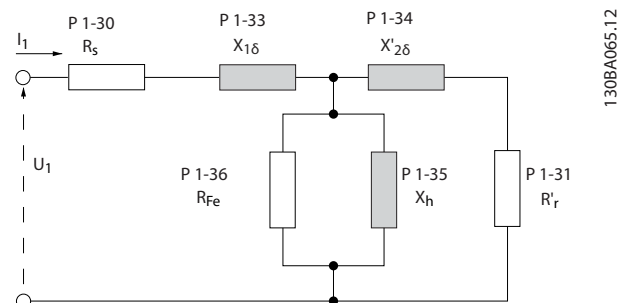 P 1-30
P 1-33
P 1-34
I1
Rs
X1δ
X'2δ
U1
P 1-36
RFe
P 1-35
Xh
P 1-31
R'r
130BA065.12